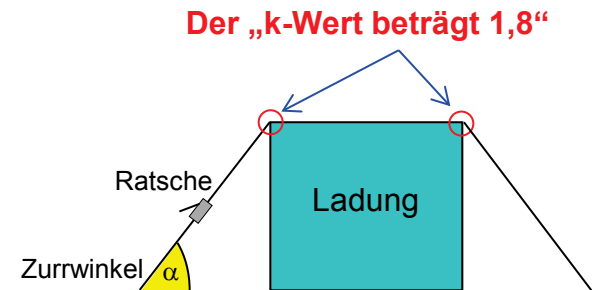 Der „k-Wert beträgt 1,8“
Ratsche
Ladung
Zurrwinkel
α